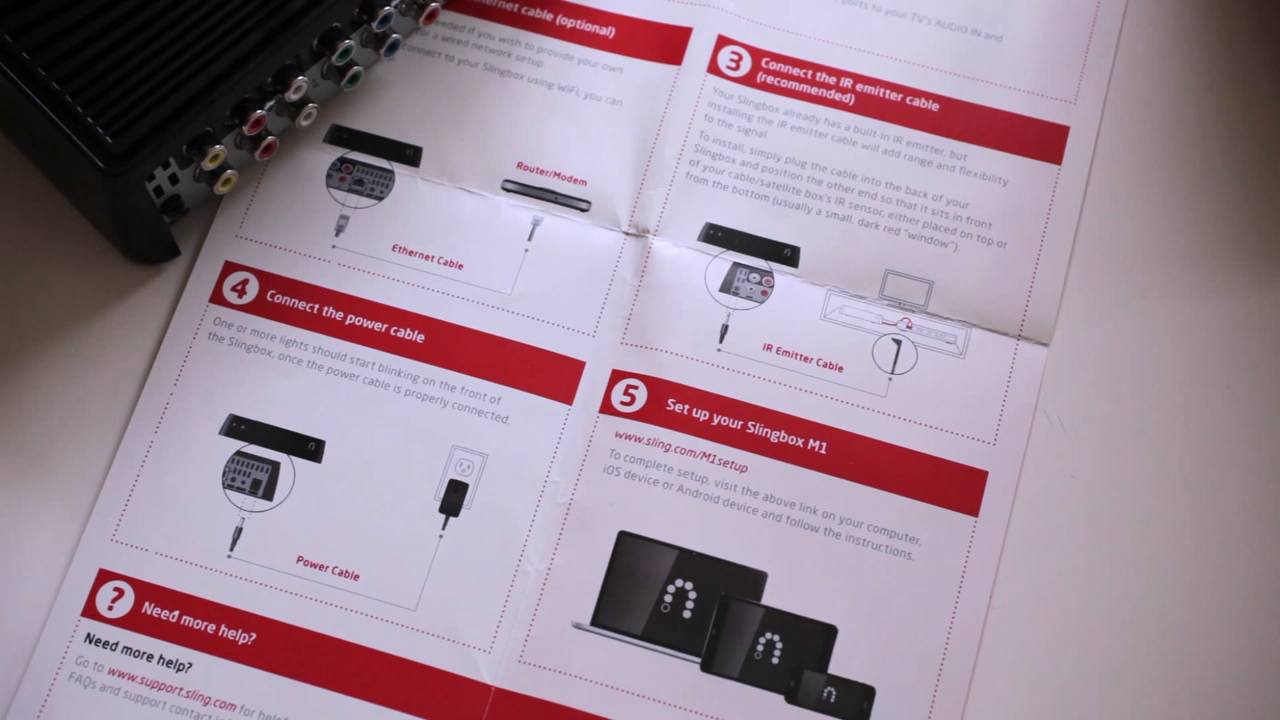 ports to your TV's AUDIO IN and
ernet cable (optional)
needed if you wish to provide your own
for a wired network setup.
connect to your Slingbox using WiFi, you can
Router/Modem
Ethernet Cable
3
Connect the IR emitter cable
(recommended)
Your Slingbox already has a built-in IR emitter, but
installing the IR emitter cable will add range and flexibility
to the signal.
To install, simply plug the cable into the back of your
Slingbox and position the other end so that it sits in front
of your cable/satellite box's IR sensor, either placed on top or
from the bottom (usually a small, dark red "window").
IR Emitter Cable
4
Connect the power cable
One or more lights should start blinking on the front of
the Slingbox, once the power cable is properly connected.
Power Cable
5
Set up your Slingbox M1
www.sling.com/M1setup
To complete setup, visit the above link on your computer,
iOS device or Android device and follow the instructions.
?
Need more help?
Need more help?
Go to www.support.sling.com for help
FAQs and support contact